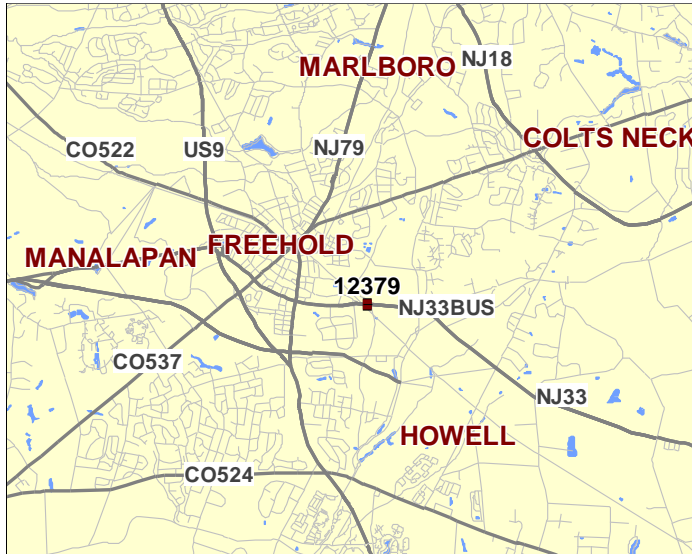 MARLBORO
NJ18
COLTS NECK
CO522
US9
NJ79
FREEHOLD
MANALAPAN
12379
NJ33BUS
CO537
NJ33
HOWELL
CO524